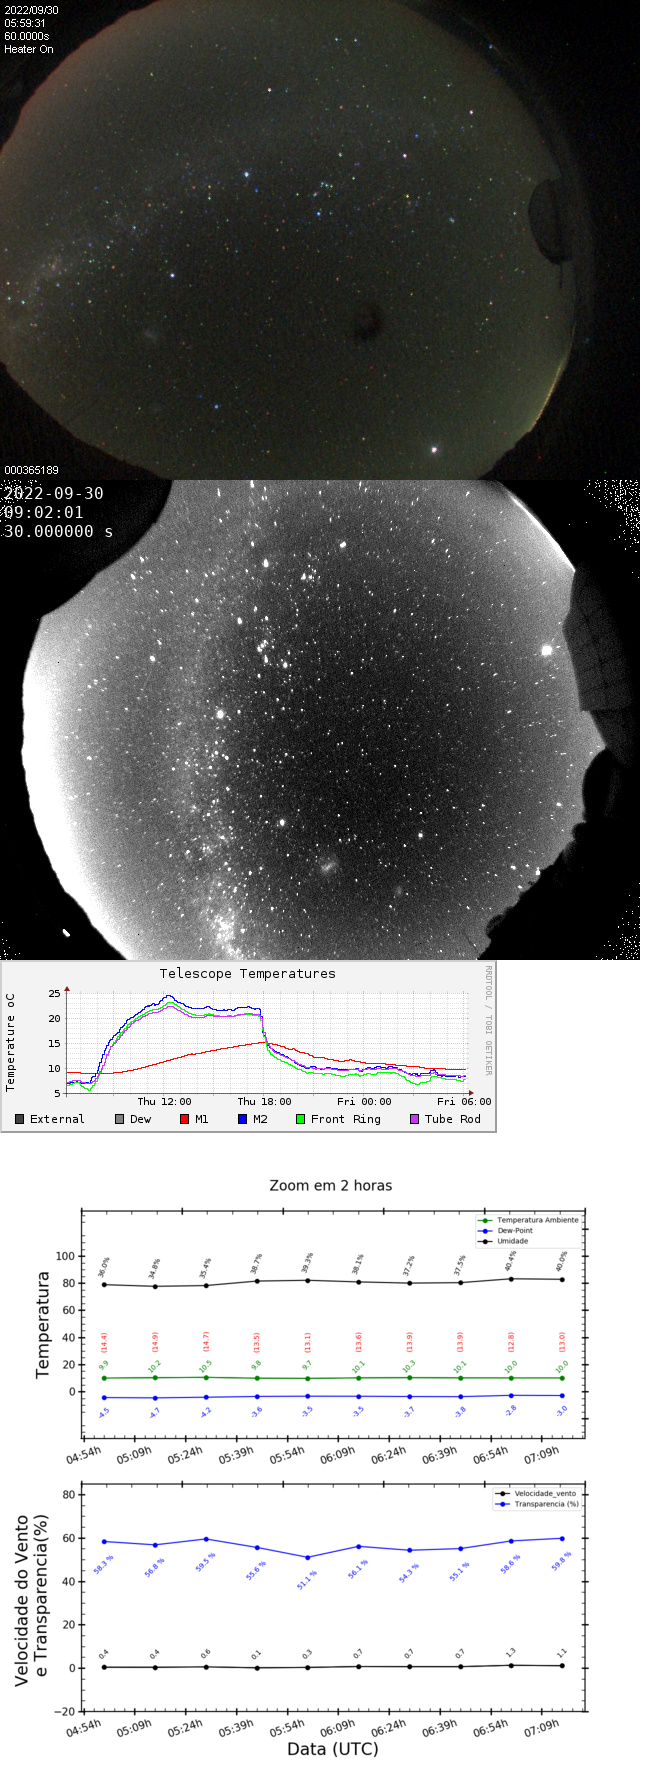 2022/09/30
05:59:31
60.0000s
Heater On
000365189
2022-09-30
09:02:01
30.000000 s
Telescope Temperatures
RRDTOOL / TOBI OETIKER
Temperature oC
25
20
15
10
5
Thu 12:00 Thu 18:00 Fri 00:00 Fri 06:00
External Dew M1 M2 Front Ring Tube Rod
Zoom em 2 horas
Temperatura Ambiente
Dew-Point
Umidade
Temperatura
100
80
60
40
20
0
36.0% 34.8% 35.4% 38.7% 39.3% 38.1% 37.2% 37.5% 40.4% 40.0%
(14.4) (14.9) (14.7) (13.5) (13.1) (13.6) (13.9) (13.9) (12.8) (13.0)
9.9 10.2 10.5 9.8 9.7 10.1 10.3 10.1 10.0 10.0
-4.5 -4.7 -4.2 -3.6 -3.5 -3.5 -3.7 -3.8 -2.8 -3.0
04:54h 05:09h 05:24h 05:39h 05:54h 06:09h 06:24h 06:39h 06:54h 07:09h
Velocidade_vento
Transparencia (%)
Velocidade do Vento
e Transparencia(%)
80
60
40
20
0
−20
58.3 % 56.8 % 59.5 % 55.6 % 51.1 % 56.1 % 54.3 % 55.1 % 58.6 % 59.8 %
0.4 0.4 0.6 0.1 0.3 0.7 0.7 0.7 1.3 1.1
04:54h 05:09h 05:24h 05:39h 05:54h 06:09h 06:24h 06:39h 06:54h 07:09h
Data (UTC)